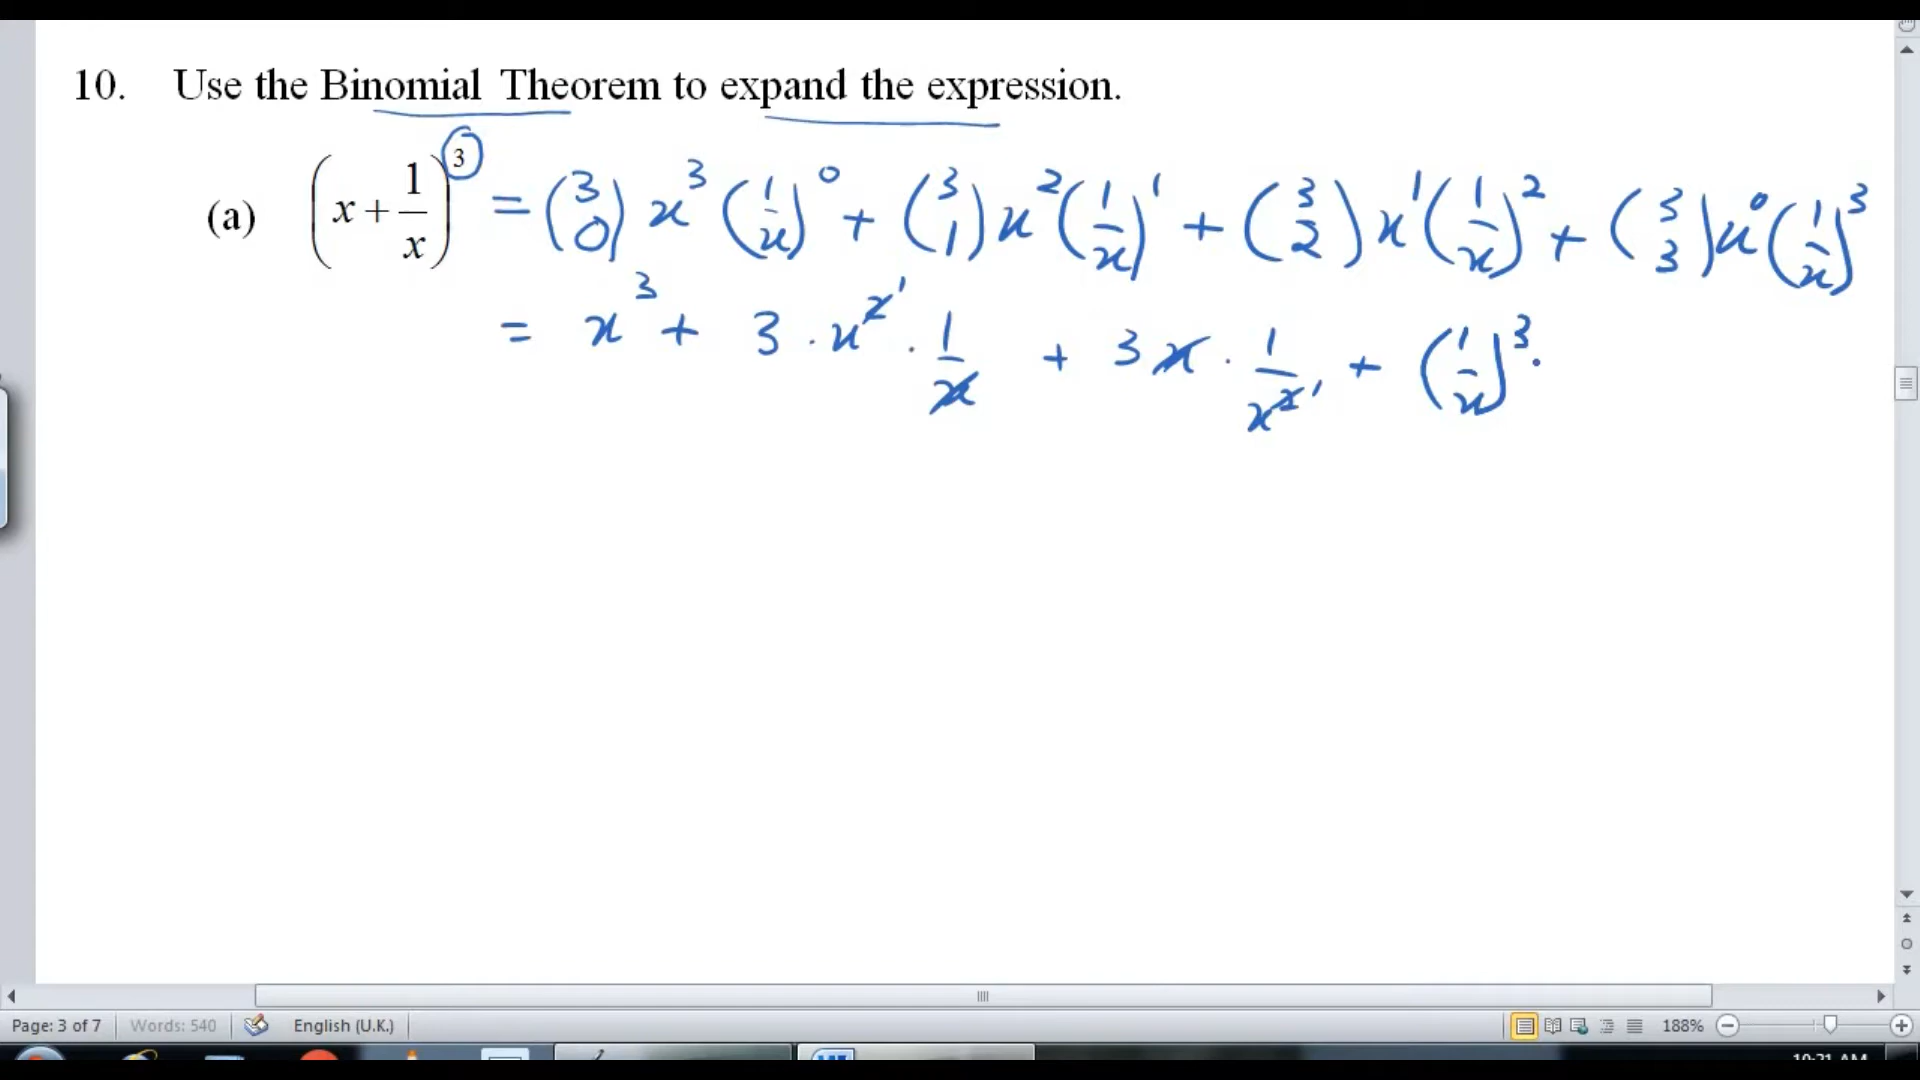 10. Use the Binomial Theorem to expand the expression.
(a) (x + 1/x)^3 = (3 0) x^3 (1/x)^0 + (3 1) x^2 (1/x)^1 + (3 2) x^1 (1/x)^2 + (3 3) x^0 (1/x)^3
= x^3 + 3 · x^2 1 · 1/x + 3x · 1/x^2 1 + (1/x)^3 .
Page: 3 of 7 Words: 540 English (U.K.) 188%